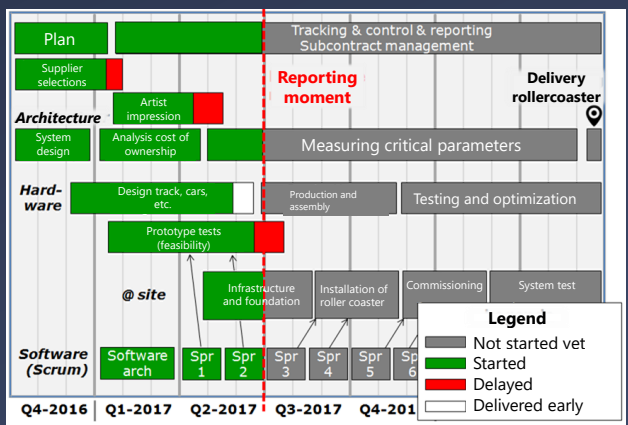 Plan
Tracking & control & reporting
Subcontract management
Supplier
selections
Reporting
moment
Delivery
rollercoaster
Artist
impression
Architecture
System
design
Analysis cost of
ownership
Measuring critical parameters
Hard-
ware
Design track, cars,
etc.
Production and
assembly
Testing and optimization
Prototype tests
(feasibility)
@ site
Infrastructure
and foundation
Installation of
roller coaster
Commissioning
System test
Software
(Scrum)
Software
arch
Spr
1
Spr
2
Spr
3
Spr
4
Spr
5
Spr
6
Legend
Not started vet
Started
Delayed
Delivered early
Q4-2016
Q1-2017
Q2-2017
Q3-2017